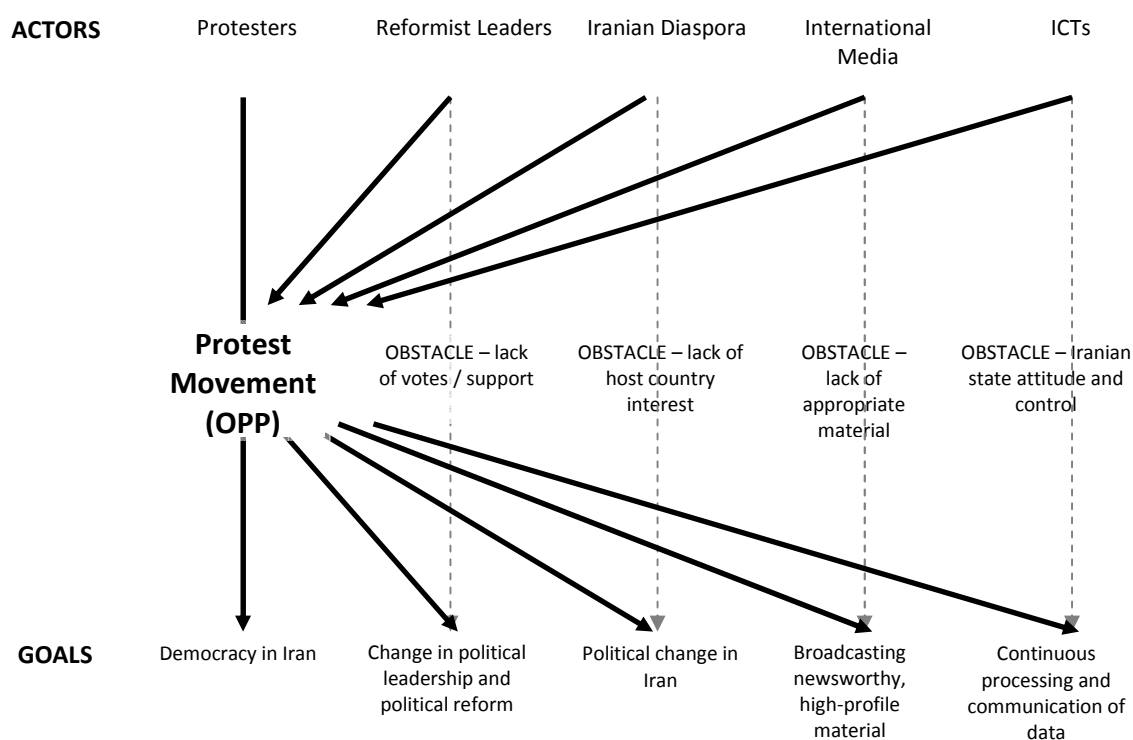 ACTORS
Protesters
Reformist Leaders
Iranian Diaspora
International
Media
ICTs
Protest
Movement
(OPP)
OBSTACLE – lack
of votes / support
OBSTACLE – lack of
host country
interest
OBSTACLE –
lack of
appropriate
material
OBSTACLE – Iranian
state attitude and
control
GOALS
Democracy in Iran
Change in political
leadership and
political reform
Political change in
Iran
Broadcasting
newsworthy,
high-profile
material
Continuous
processing and
communication of
data